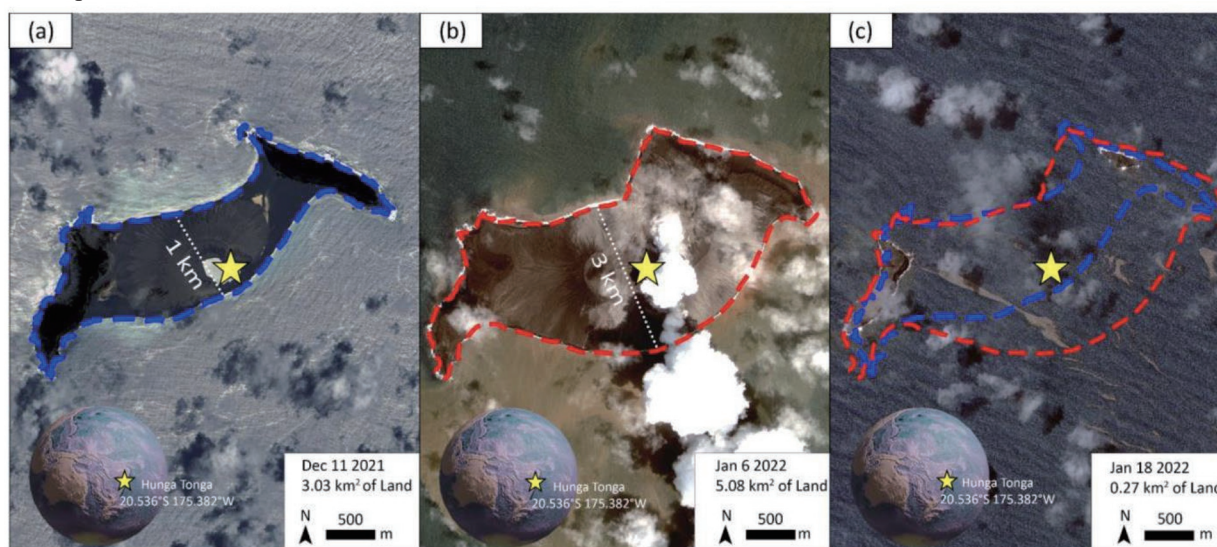 (a)
1 km
Hunga Tonga
20.536°S 175.382°W
Dec 11 2021
3.03 km² of Land
N
500
m
(b)
3 km
Hunga Tonga
20.536°S 175.382°W
Jan 6 2022
5.08 km² of Land
N
500
m
(c)
Hunga Tonga
20.536°S 175.382°W
Jan 18 2022
0.27 km² of Land
N
500
m